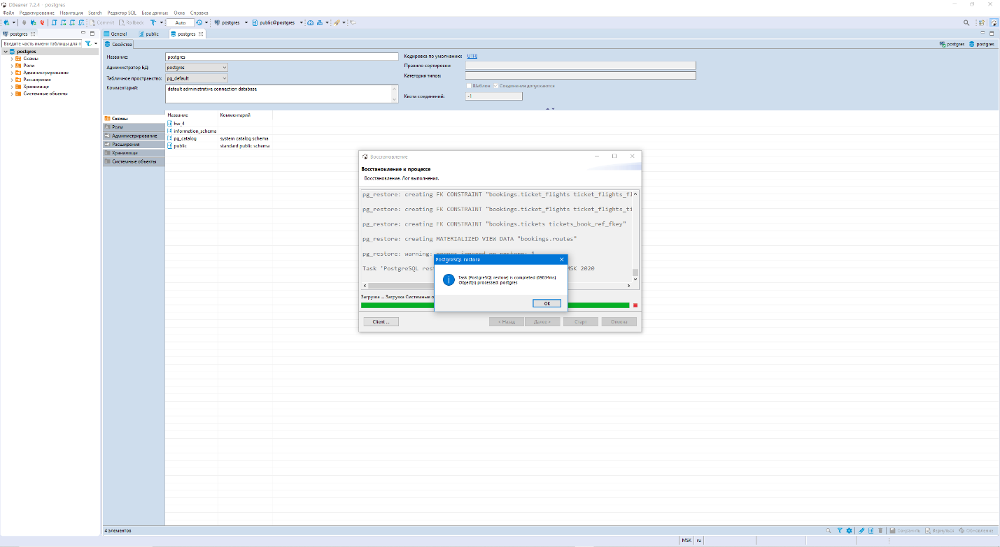 DBeaver 7.2.4 - postgres
Файл Редактирование Навигация Search Редактор SQL База данных Окна Справка
Commit Rollback Auto postgres public@postgres
postgres
General public postgres
Введите часть имени таблицы для п
Свойства
postgres postgres
postgres
Схемы
Роли
Администрирование
Расширения
Хранилище
Системные объекты
Название: postgres
Администратор БД: postgres
Табличное пространство: pg_default
Комментарий: default administrative connection database
Кодировка по умолчанию: UTF8
Правило сортировки:
Категория типов:
Шаблон Соединения допускаются
Квота соединений: -1
Схемы
Роли
Администрирование
Расширения
Хранилище
Системные объекты
Название Комментарий
hw_4
information_schema
pg_catalog system catalog schema
public standard public schema
Восстановление
Восстановление в процессе
Восстановление. Лог выполнения.
pg_restore: creating FK CONSTRAINT "bookings.ticket_flights ticket_flights_fl
pg_restore: creating FK CONSTRAINT "bookings.ticket_flights ticket_flights_ti
pg_restore: creating FK CONSTRAINT "bookings.tickets tickets_book_ref_fkey"
pg_restore: creating MATERIALIZED VIEW DATA "bookings.routes"
pg_restore: warning: errors ignored on restore: 1
Task 'PostgreSQL res MSK 2020
PostgreSQL restore
Task [PostgreSQL restore] is completed (69834ms)
Object(s) processed: postgres
OK
Загрузка ... Загрузка Системные о
Client ... < Назад Далее > Старт Отмена
4 элементов
Сохранить Вернуться Обновление
MSK ru